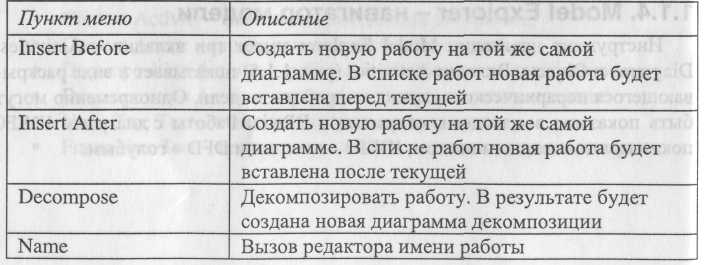 Пункт меню Описание
Insert Before Создать новую работу на той же самой
диаграмме. В списке работ новая работа будет
вставлена перед текущей
Insert After Создать новую работу на той же самой
диаграмме. В списке работ новая работа будет
вставлена после текущей
Decompose Декомпозировать работу. В результате будет
создана новая диаграмма декомпозиции
Name Вызов редактора имени работы